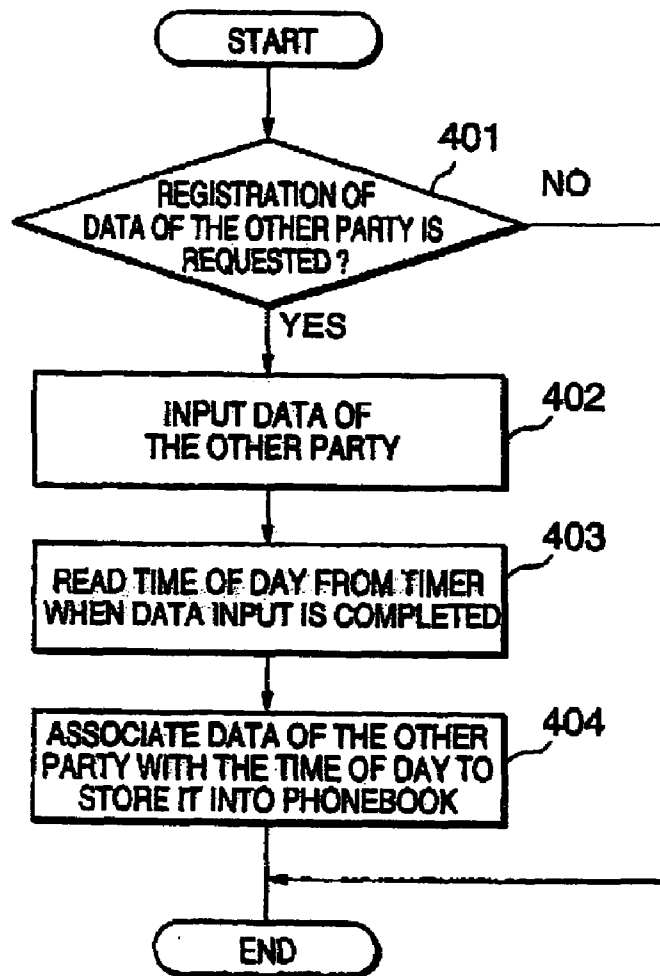 START
401
REGISTRATION OF
DATA OF THE OTHER PARTY IS
REQUESTED ?
NO
YES
INPUT DATA OF
THE OTHER PARTY
402
READ TIME OF DAY FROM TIMER
WHEN DATA INPUT IS COMPLETED
403
ASSOCIATE DATA OF THE OTHER
PARTY WITH THE TIME OF DAY TO
STORE IT INTO PHONEBOOK
404
END